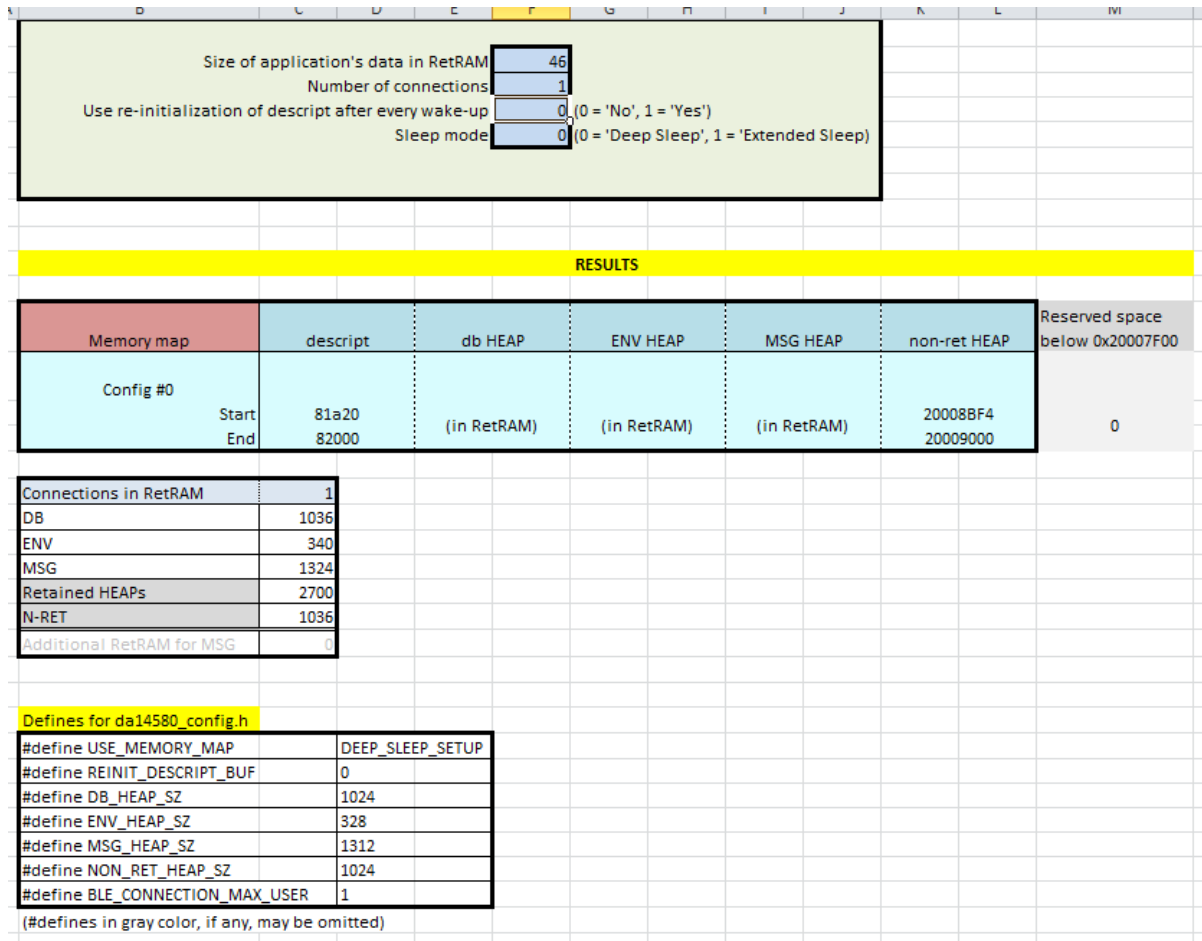 B C D E F G H I J K L M
Size of application's data in RetRAM 46
Number of connections 1
Use re-initialization of descript after every wake-up 0 (0 = 'No', 1 = 'Yes')
Sleep mode 0 (0 = 'Deep Sleep', 1 = 'Extended Sleep)
RESULTS
Reserved space
Memory map descript db HEAP ENV HEAP MSG HEAP non-ret HEAP below 0x20007F00
Config #0
Start 81a20 (in RetRAM) (in RetRAM) (in RetRAM) 20008BF4 0
End 82000 20009000
Connections in RetRAM 1
DB 1036
ENV 340
MSG 1324
Retained HEAPs 2700
N-RET 1036
Additional RetRAM for MSG 0
Defines for da14580_config.h
#define USE_MEMORY_MAP DEEP_SLEEP_SETUP
#define REINIT_DESCRIPT_BUF 0
#define DB_HEAP_SZ 1024
#define ENV_HEAP_SZ 328
#define MSG_HEAP_SZ 1312
#define NON_RET_HEAP_SZ 1024
#define BLE_CONNECTION_MAX_USER 1
(#defines in gray color, if any, may be omitted)